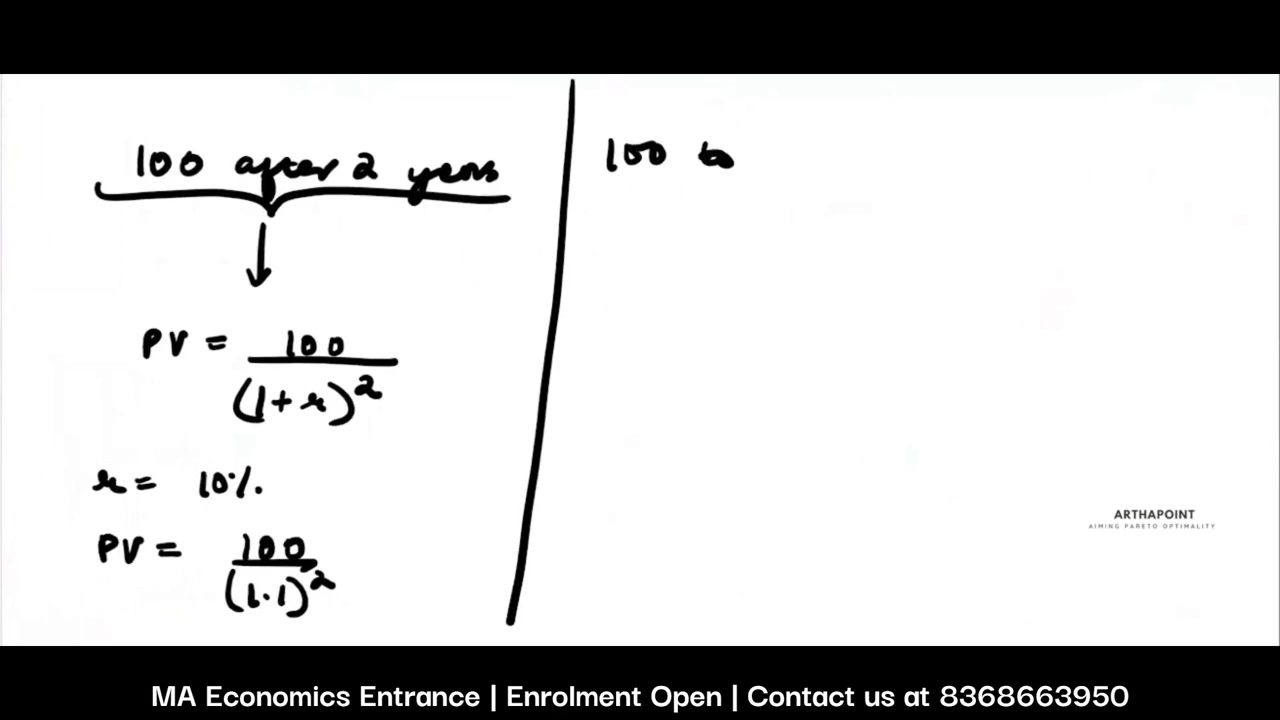 100 after 2 years
PV = 100 / (1 + r)^2
r = 10%.
PV = 100 / (1.1)^2
100 to
ARTHAPOINT
AIMING PARETO OPTIMALITY
MA Economics Entrance | Enrolment Open | Contact us at 8368663950